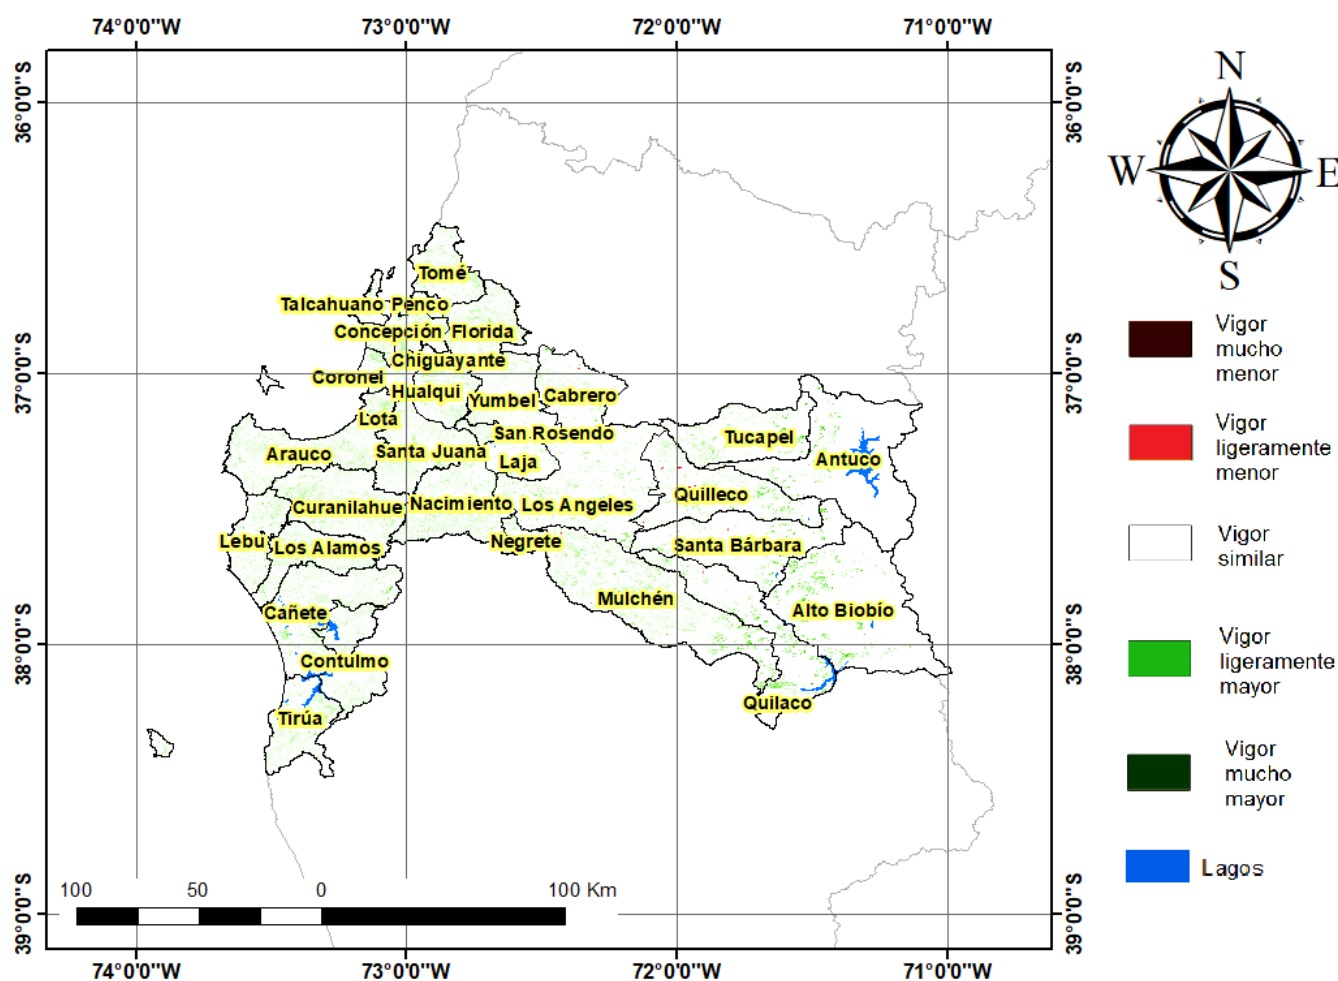 74°0'0"W 73°0'0"W 72°0'0"W 71°0'0"W
36°0'0"S 36°0'0"S
37°0'0"S 37°0'0"S
38°0'0"S 38°0'0"S
39°0'0"S 39°0'0"S
N
W E
S
Tomé
Talcahuano Penco
Concepción Florida
Chiguayante
Coronel
Hualqui
Yumbel Cabrero
Lota
San Rosendo
Tucapel
Arauco
Santa Juana
Laja
Antuco
Quilleco
Curanilahue Nacimiento Los Angeles
Lebu
Los Alamos
Negrete
Santa Bárbara
Mulchén
Cañete
Alto Biobío
Contulmo
Quilaco
Tirúa
Vigor
mucho
menor
Vigor
ligeramente
menor
Vigor
similar
Vigor
ligeramente
mayor
Vigor
mucho
mayor
Lagos
100 50 0 100 Km
74°0'0"W 73°0'0"W 72°0'0"W 71°0'0"W